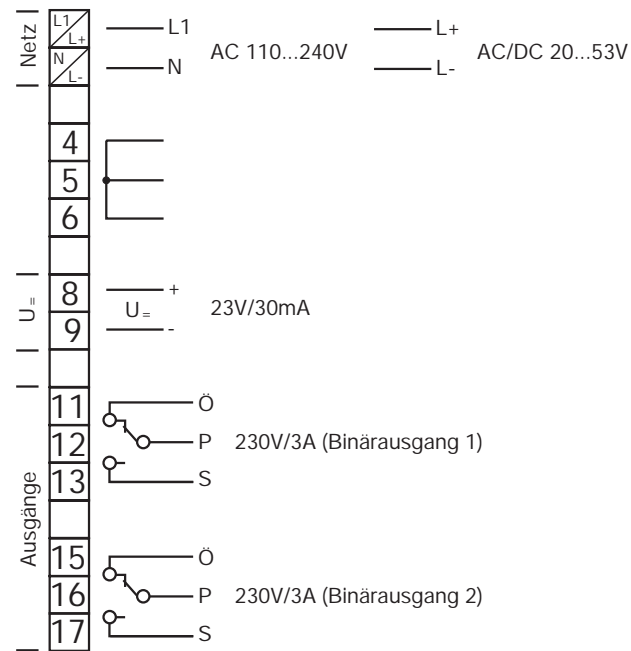 Netz
L1 L+ L1 AC 110...240V L+ AC/DC 20...53V
N L- N L-
4
5
6
U= 8 U= + 23V/30mA
9 -
Ausgänge
11 Ö
12 P 230V/3A (Binärausgang 1)
13 S
15 Ö
16 P 230V/3A (Binärausgang 2)
17 S